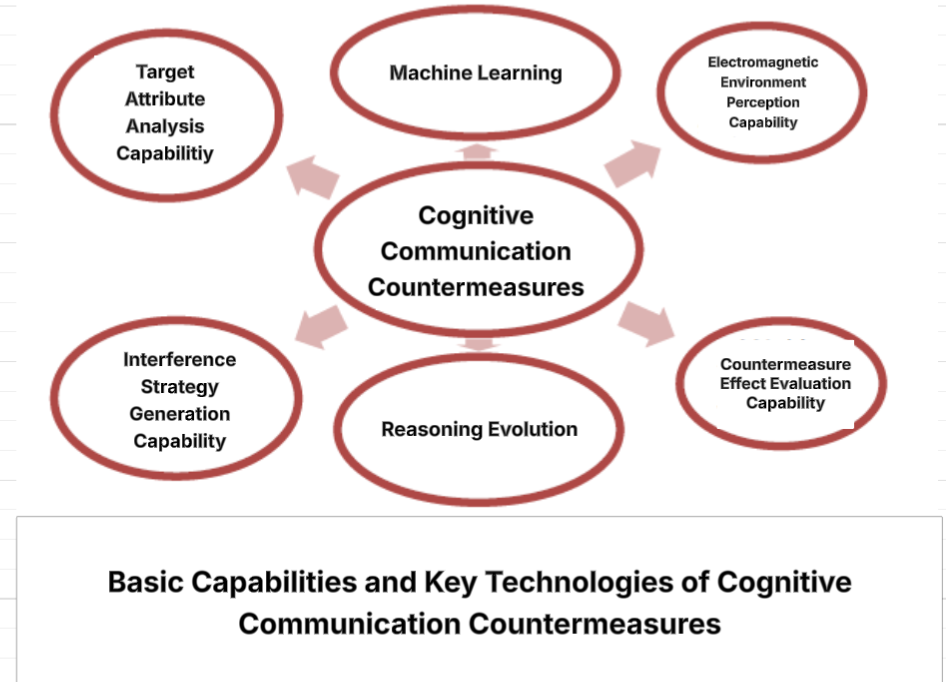 Target
Attribute
Analysis
Capabilitiy
Machine Learning
Electromagnetic
Environment
Perception
Capability
Cognitive
Communication
Countermeasures
Interference
Strategy
Generation
Capability
Reasoning Evolution
Countermeasure
Effect Evaluation
Capability
Basic Capabilities and Key Technologies of Cognitive
Communication Countermeasures